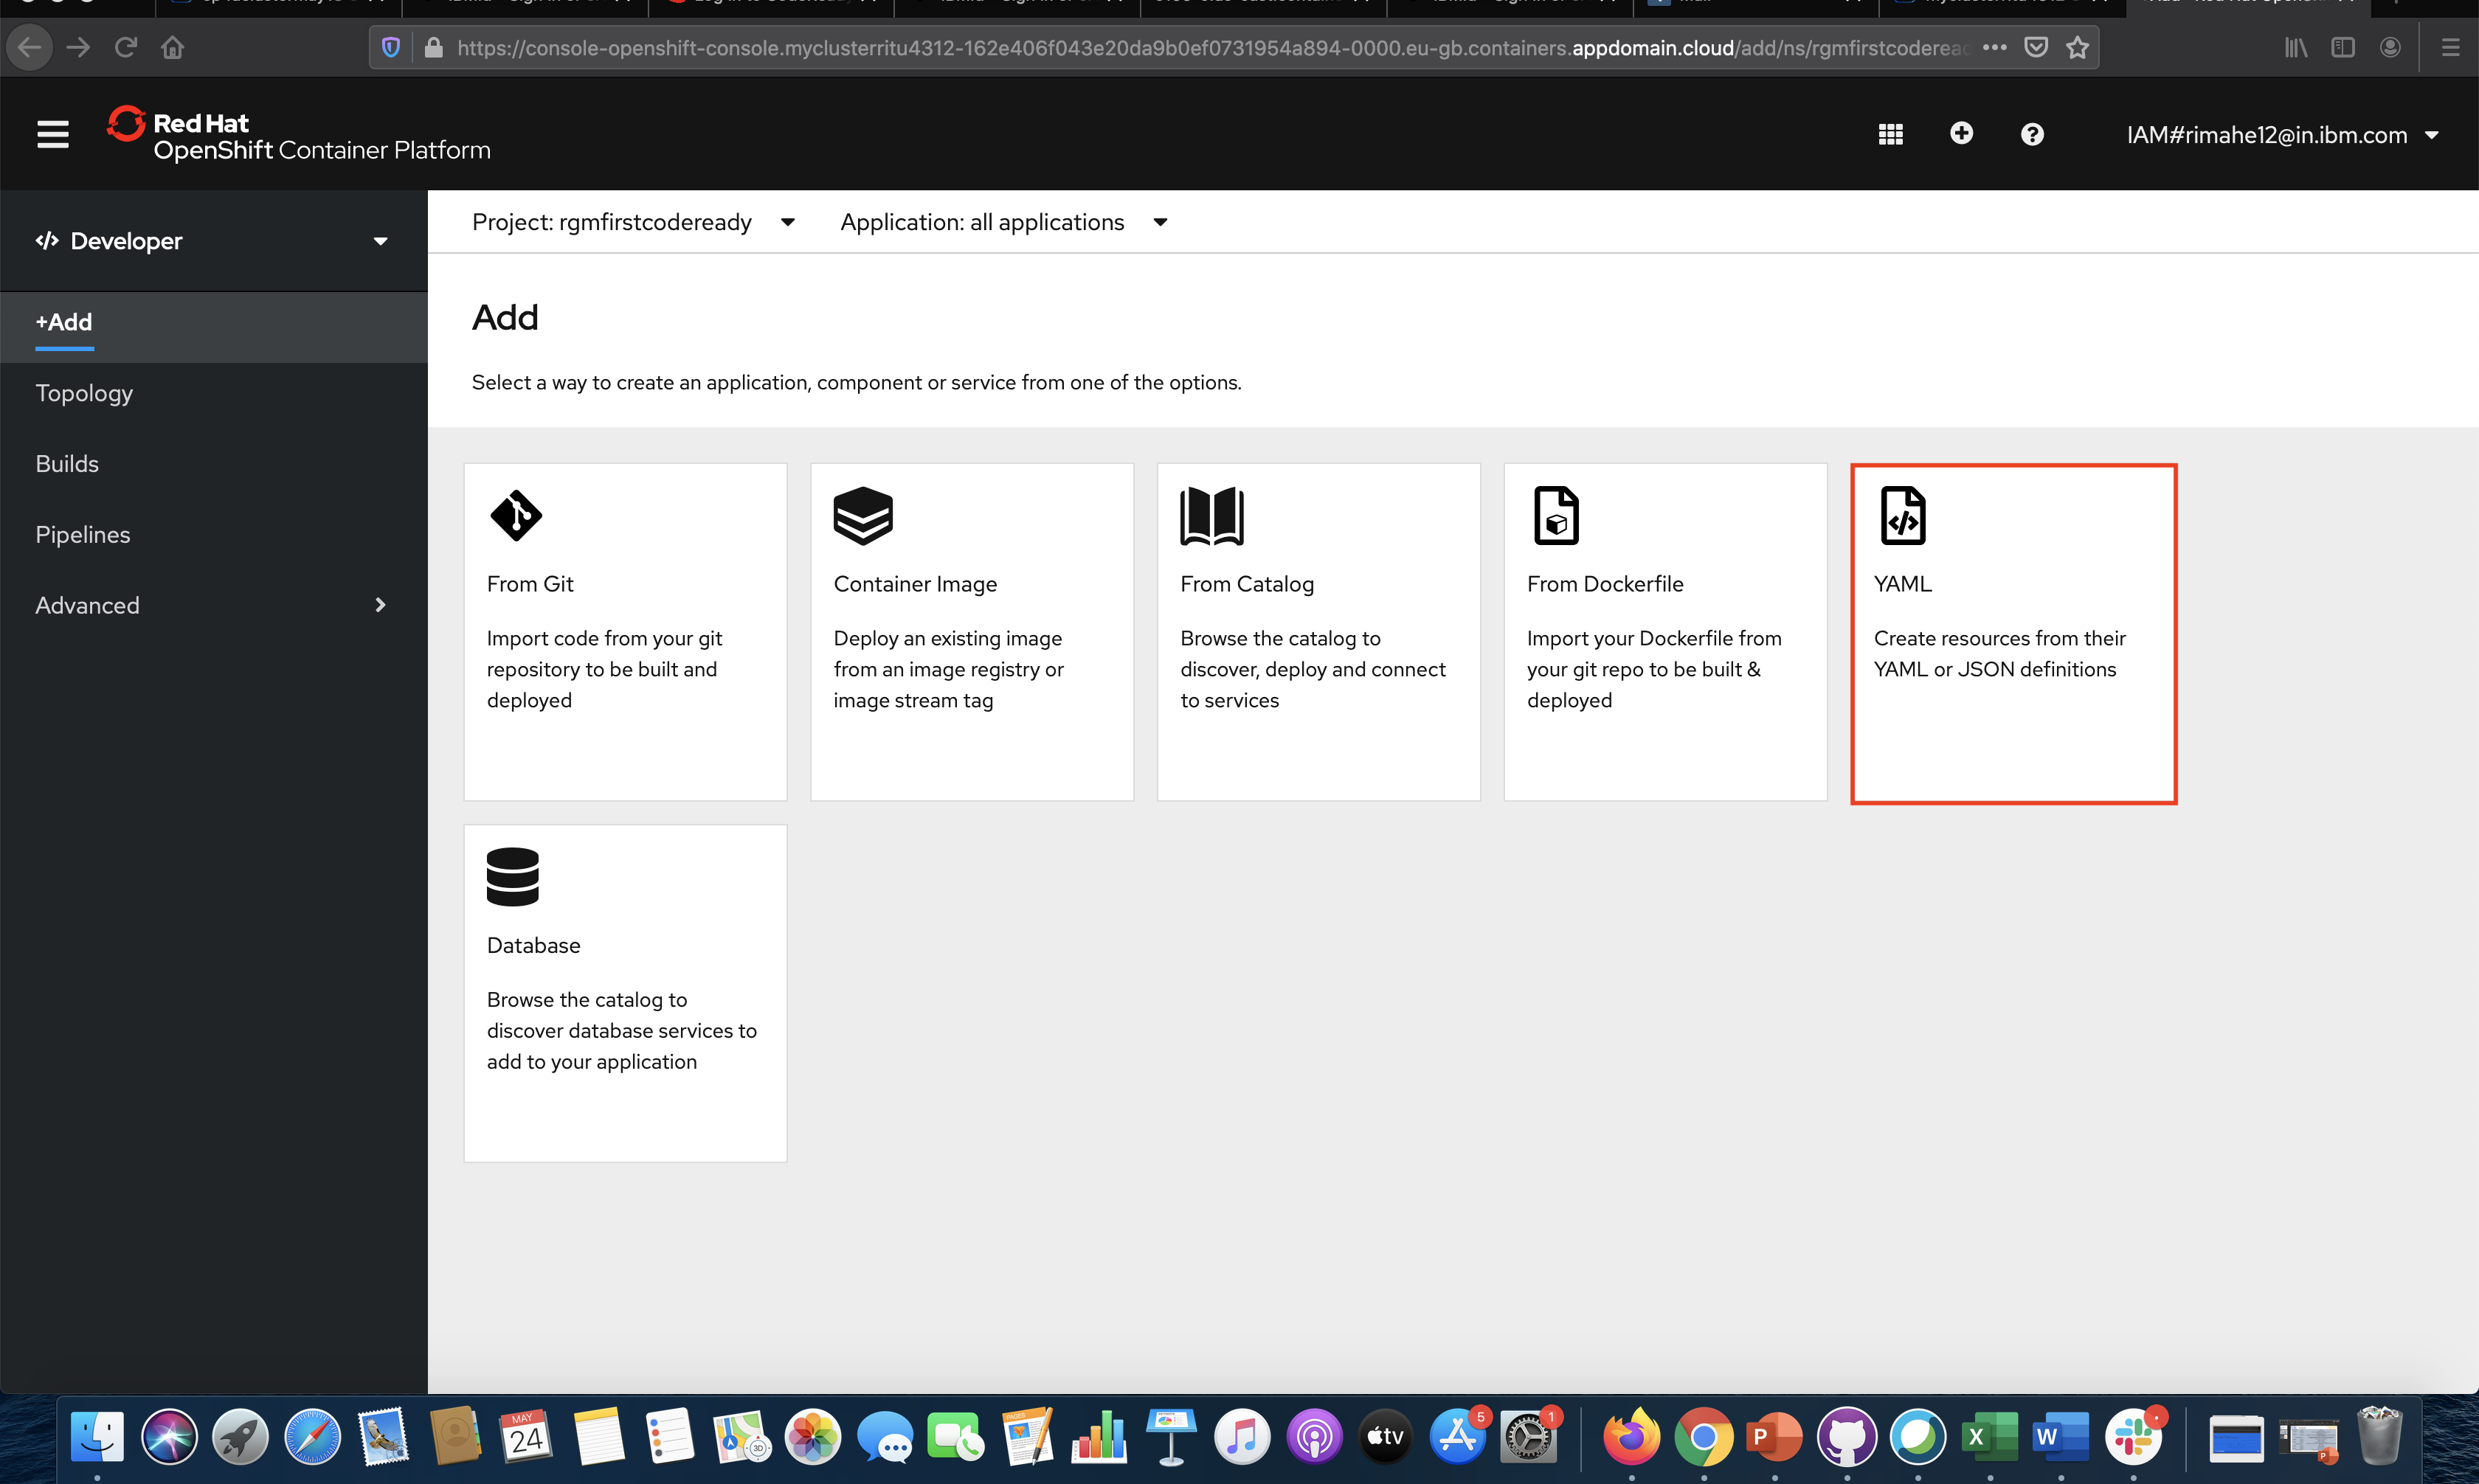 https://console-openshift-console.myclusterritu4312-162e406f043e20da9b0ef0731954a894-0000.eu-gb.containers.appdomain.cloud/add/ns/rgmfirstcodereac
Red Hat
OpenShift Container Platform
IAM#rimahe12@in.ibm.com
Developer
Project: rgmfirstcodeready
Application: all applications
+Add
Topology
Builds
Pipelines
Advanced
Add
Select a way to create an application, component or service from one of the options.
From Git
Import code from your git
repository to be built and
deployed
Container Image
Deploy an existing image
from an image registry or
image stream tag
From Catalog
Browse the catalog to
discover, deploy and connect
to services
From Dockerfile
Import your Dockerfile from
your git repo to be built &
deployed
YAML
Create resources from their
YAML or JSON definitions
Database
Browse the catalog to
discover database services to
add to your application
MAY
24
PAGES
3D
tv
5
1
P
X
W